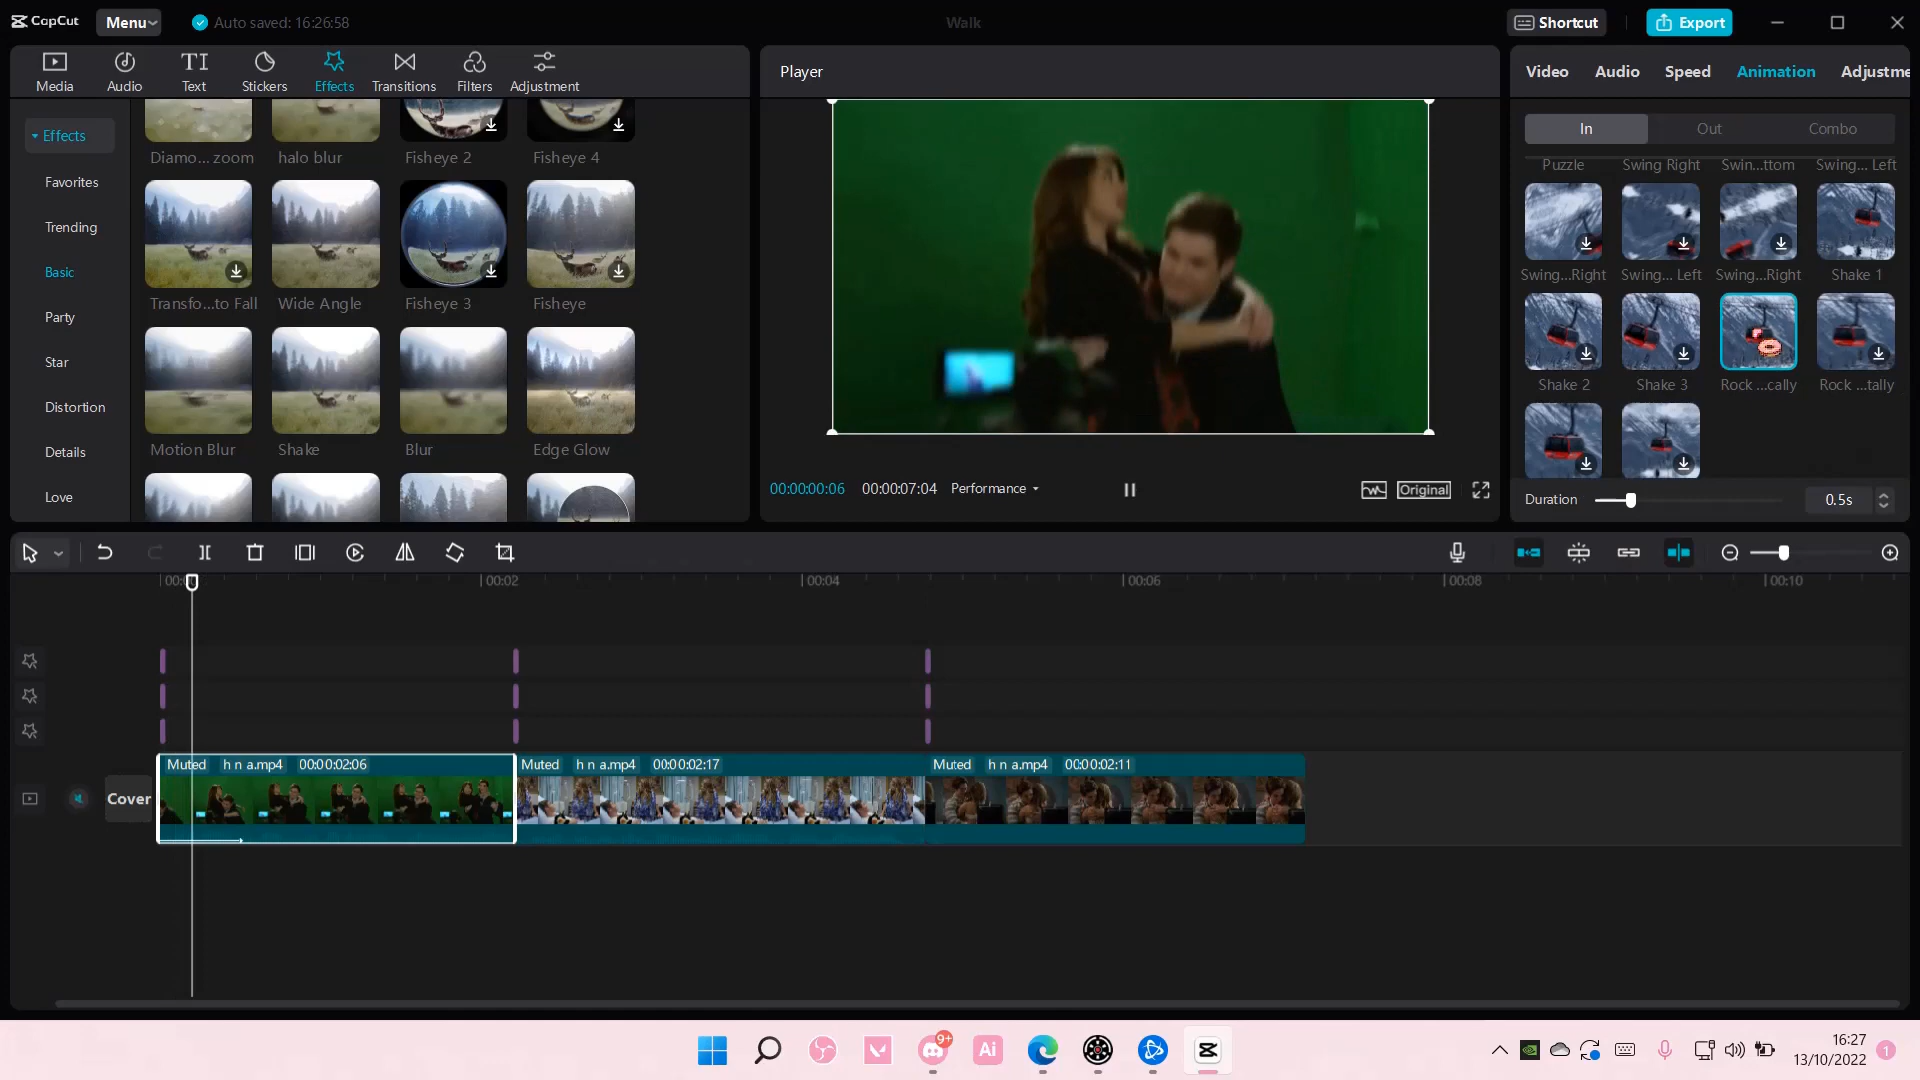 CapCut
Menu
Auto saved: 16:26:58
Walk
Shortcut
Export
Media
Audio
Text
Stickers
Effects
Transitions
Filters
Adjustment
Effects
Favorites
Trending
Basic
Party
Star
Distortion
Details
Love
Diamo... zoom
halo blur
Fisheye 2
Fisheye 4
Transfo...to Fall
Wide Angle
Fisheye 3
Fisheye
Motion Blur
Shake
Blur
Edge Glow
Player
00:00:00:06
00:00:07:04
Performance
Original
Video
Audio
Speed
Animation
Adjustme
In
Out
Combo
Puzzle
Swing Right
Swin...ttom
Swing... Left
Swing...Right
Swing... Left
Swing...Right
Shake 1
Shake 2
Shake 3
Rock ...cally
Rock ...tally
Duration
0.5s
00:0
00:02
00:04
00:06
00:08
00:10
Cover
Muted h n a.mp4 00:00:02:06
Muted h n a.mp4 00:00:02:17
Muted h n a.mp4 00:00:02:11
9+
Ai
16:27
13/10/2022
1